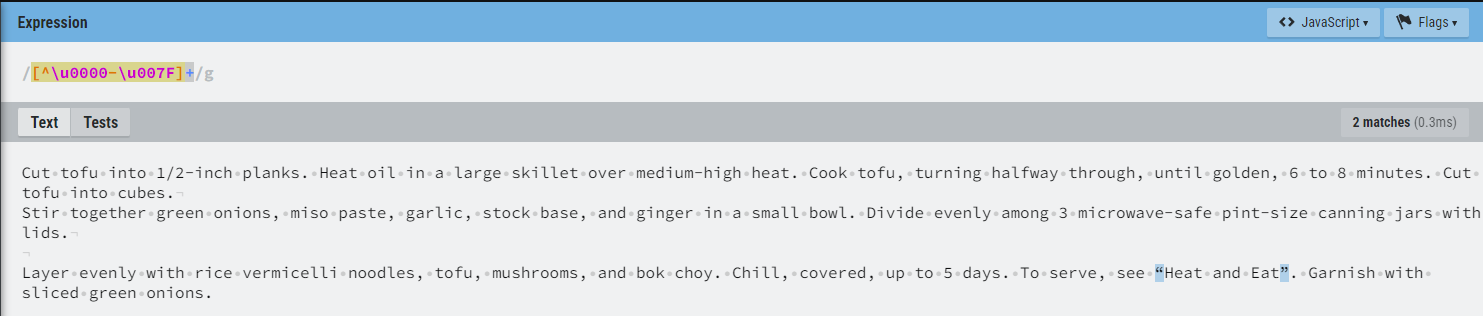 Expression
<> JavaScript ▾
Flags ▾
/[^\u0000-\u007F]+/g
Text
Tests
2 matches (0.3ms)
Cut·tofu·into·1/2-inch·planks.·Heat·oil·in·a·large·skillet·over·medium-high·heat.·Cook·tofu,·turning·halfway·through,·until·golden,·6·to·8·minutes.·Cut·
tofu·into·cubes.¬
Stir·together·green·onions,·miso·paste,·garlic,·stock·base,·and·ginger·in·a·small·bowl.·Divide·evenly·among·3·microwave-safe·pint-size·canning·jars·with·
lids.¬
¬
Layer·evenly·with·rice·vermicelli·noodles,·tofu,·mushrooms,·and·bok·choy.·Chill,·covered,·up·to·5·days.·To·serve,·see·“Heat·and·Eat”.·Garnish·with·
sliced·green·onions.